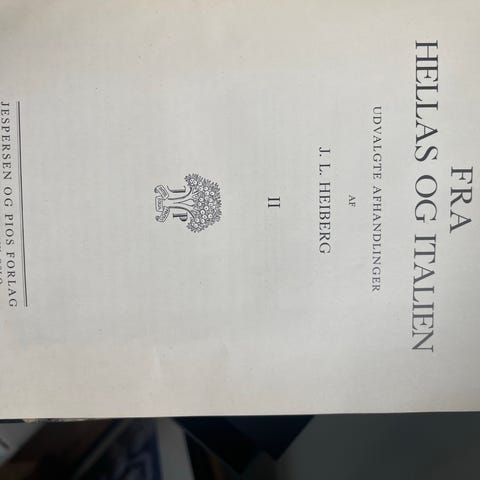 FRA
HELLAS OG ITALIEN
UDVALGTE AFHANDLINGER
AF
J. L. HEIBERG
II
J P
JESPERSEN OG PIOS FORLAG